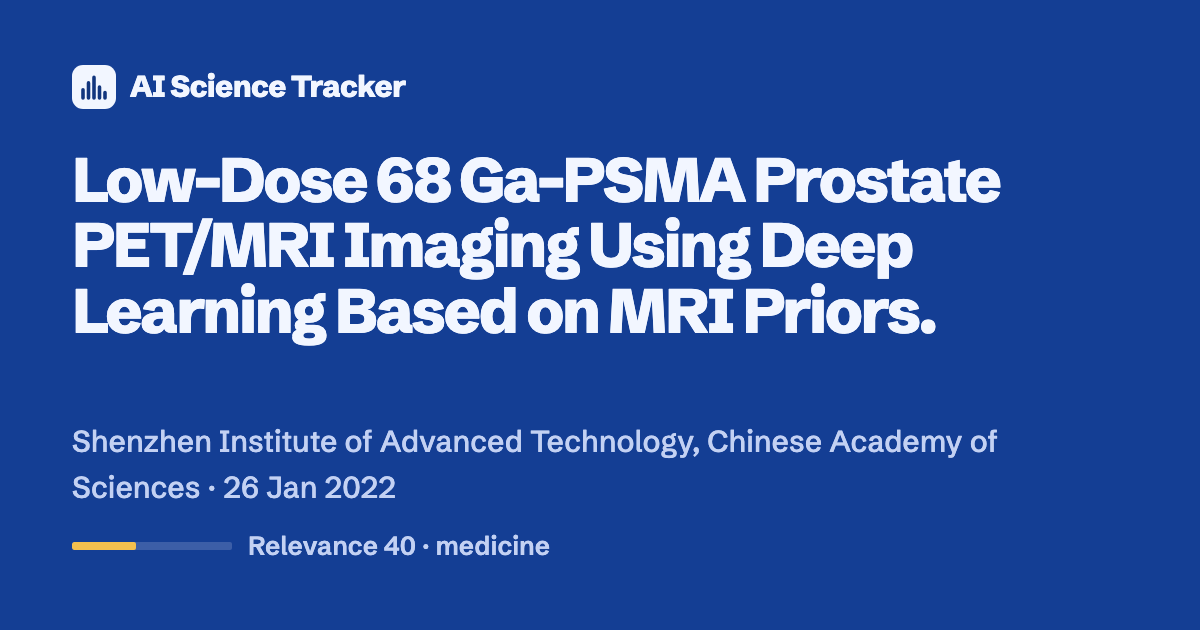 AI Science Tracker
Low-Dose 68 Ga-PSMA Prostate
PET/MRI Imaging Using Deep
Learning Based on MRI Priors.
Shenzhen Institute of Advanced Technology, Chinese Academy of
Sciences · 26 Jan 2022
Relevance 40 · medicine